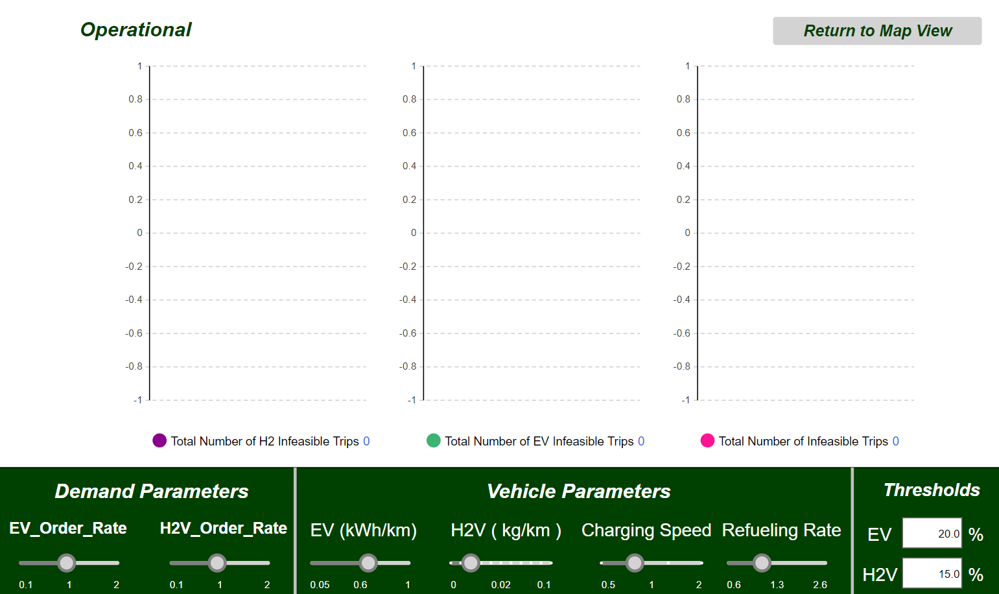 Operational
Return to Map View
1
0.8
0.6
0.4
0.2
0
-0.2
-0.4
-0.6
-0.8
-1
1
0.8
0.6
0.4
0.2
0
-0.2
-0.4
-0.6
-0.8
-1
1
0.8
0.6
0.4
0.2
0
-0.2
-0.4
-0.6
-0.8
-1
Total Number of H2 Infeasible Trips 0
Total Number of EV Infeasible Trips 0
Total Number of Infeasible Trips 0
Demand Parameters
EV_Order_Rate
0.1 1 2
H2V_Order_Rate
0.1 1 2
Vehicle Parameters
EV (kWh/km)
0.05 0.6 1
H2V ( kg/km )
0 0.02 0.1
Charging Speed
0.5 1 2
Refueling Rate
0.6 1.3 2.6
Thresholds
EV 20.0 %
H2V 15.0 %